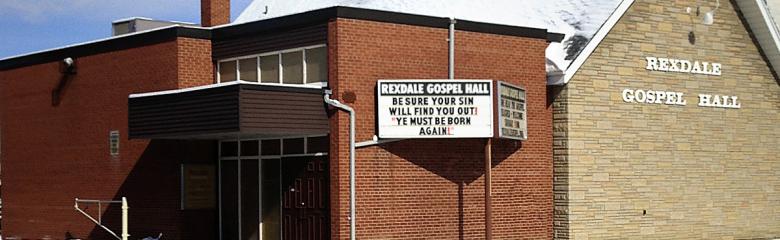 REXDALE GOSPEL HALL
BE SURE YOUR SIN
WILL FIND YOU OUT!
"YE MUST BE BORN
AGAIN!"
REXDALE
GOSPEL HALL